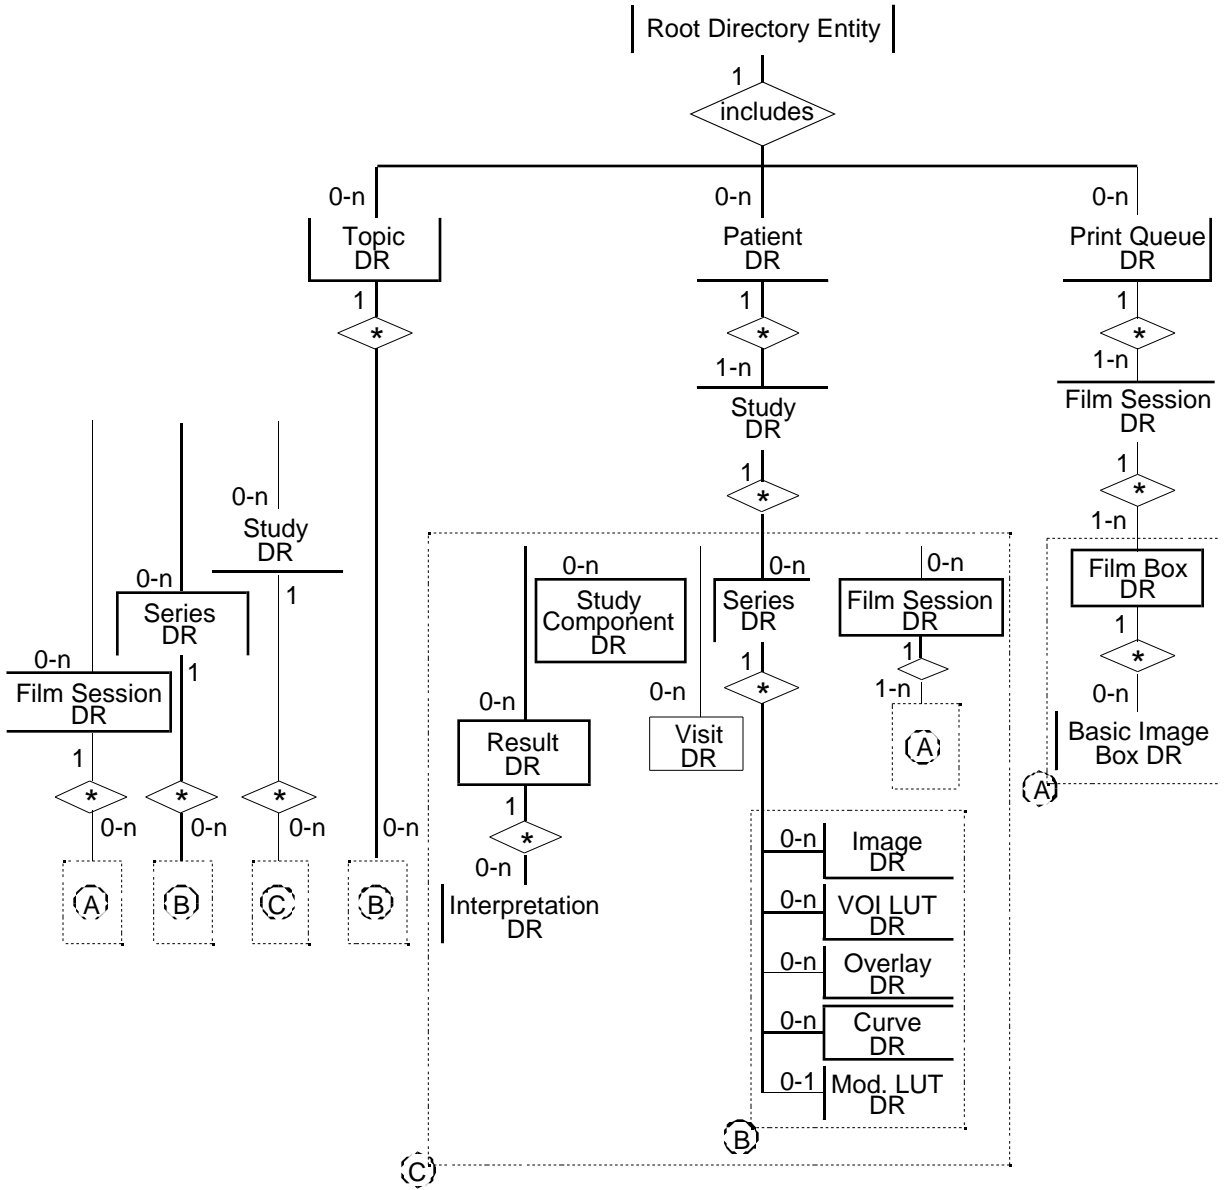 Root Directory Entity
1
includes
0-n
0-n
0-n
Topic
DR
Patient
DR
Print Queue
DR
1
1
1
*
*
*
1-n
1-n
Study
DR
Film Session
DR
1
1
*
*
0-n
Study
DR
1-n
0-n
0-n
0-n
0-n
Film Box
DR
1
Series
DR
1
Study
Component
DR
Series
DR
Film Session
DR
1
*
0-n
Film Session
DR
1
1
1
*
1-n
0-n
0-n
0-n
Basic Image
Box DR
Result
DR
Visit
DR
A
A
1
*
*
*
1
*
0-n
0-n
0-n
0-n
0-n
0-n
Image
DR
A
B
C
B
Interpretation
DR
0-n
VOI LUT
DR
0-n
Overlay
DR
0-n
Curve
DR
0-1
Mod. LUT
DR
B
C